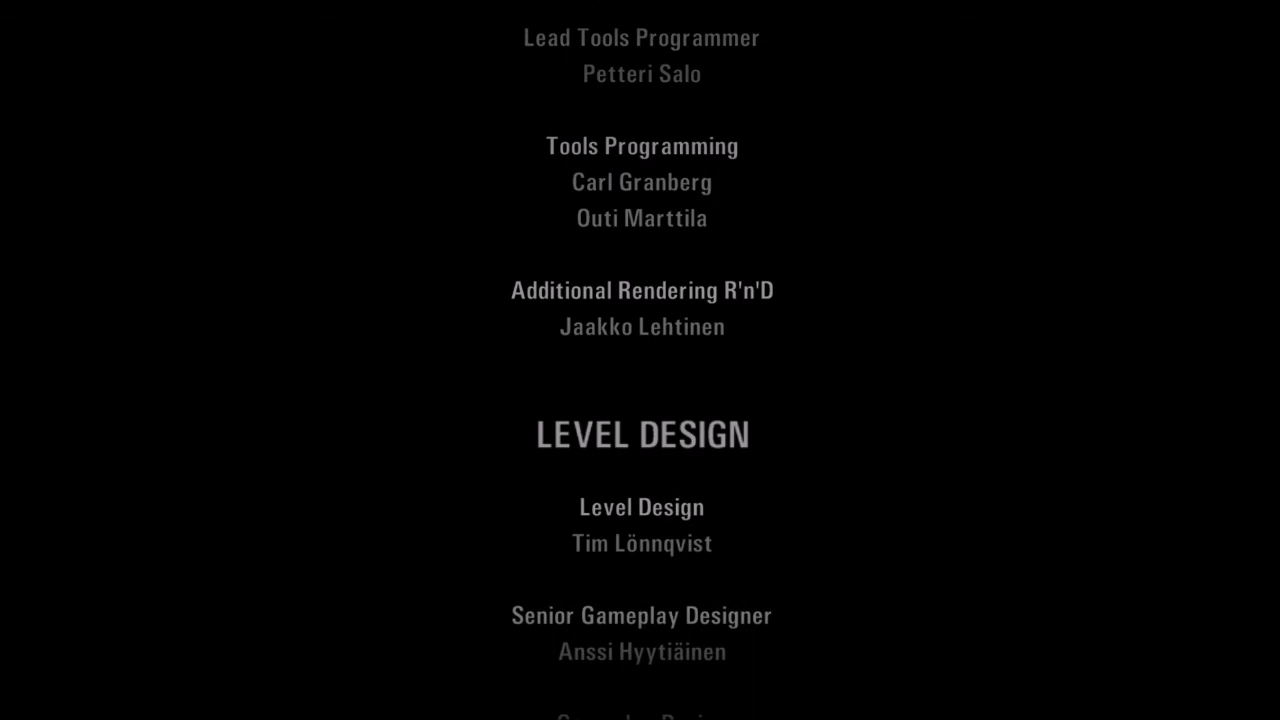 Lead Tools Programmer
Petteri Salo
Tools Programming
Carl Granberg
Outi Marttila
Additional Rendering R'n'D
Jaakko Lehtinen
LEVEL DESIGN
Level Design
Tim Lönnqvist
Senior Gameplay Designer
Anssi Hyytiäinen